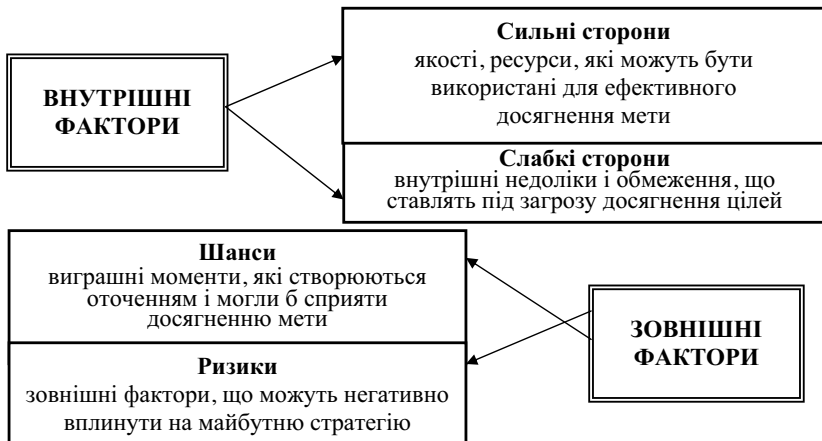 ВНУТРІШНІ
ФАКТОРИ
Сильні сторони
якості, ресурси, які можуть бути
використані для ефективного
досягнення мети
Слабкі сторони
внутрішні недоліки і обмеження, що
ставлять під загрозу досягнення цілей
Шанси
виграшні моменти, які створюються
оточенням і могли б сприяти
досягненню мети
Ризики
зовнішні фактори, що можуть негативно
вплинути на майбутню стратегію
ЗОВНІШНІ
ФАКТОРИ